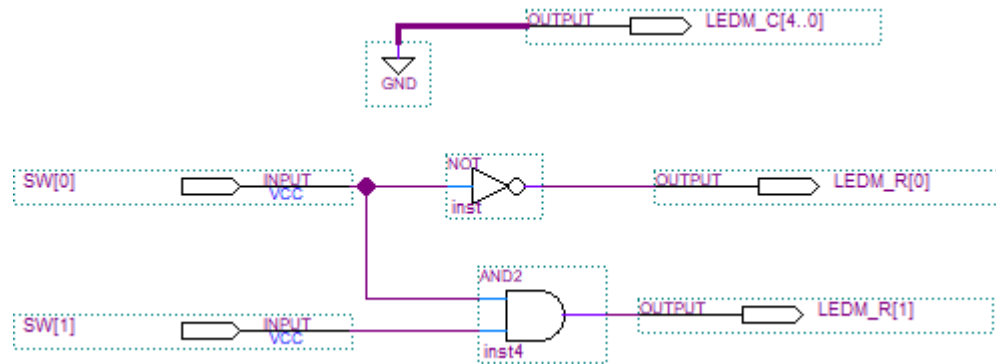 OUTPUT LEDM_C[4..0]
GND
NOT
SW[0] INPUT OUTPUT LEDM_R[0]
VCC
inst
AND2
SW[1] INPUT OUTPUT LEDM_R[1]
VCC
inst4